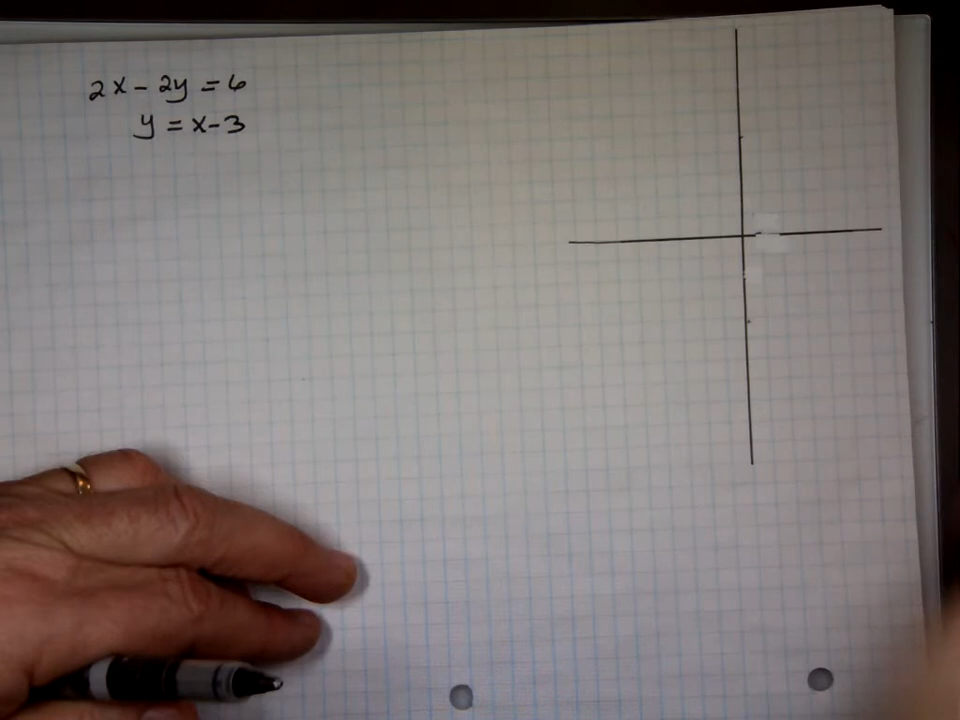 2x - 2y = 6
y = x - 3